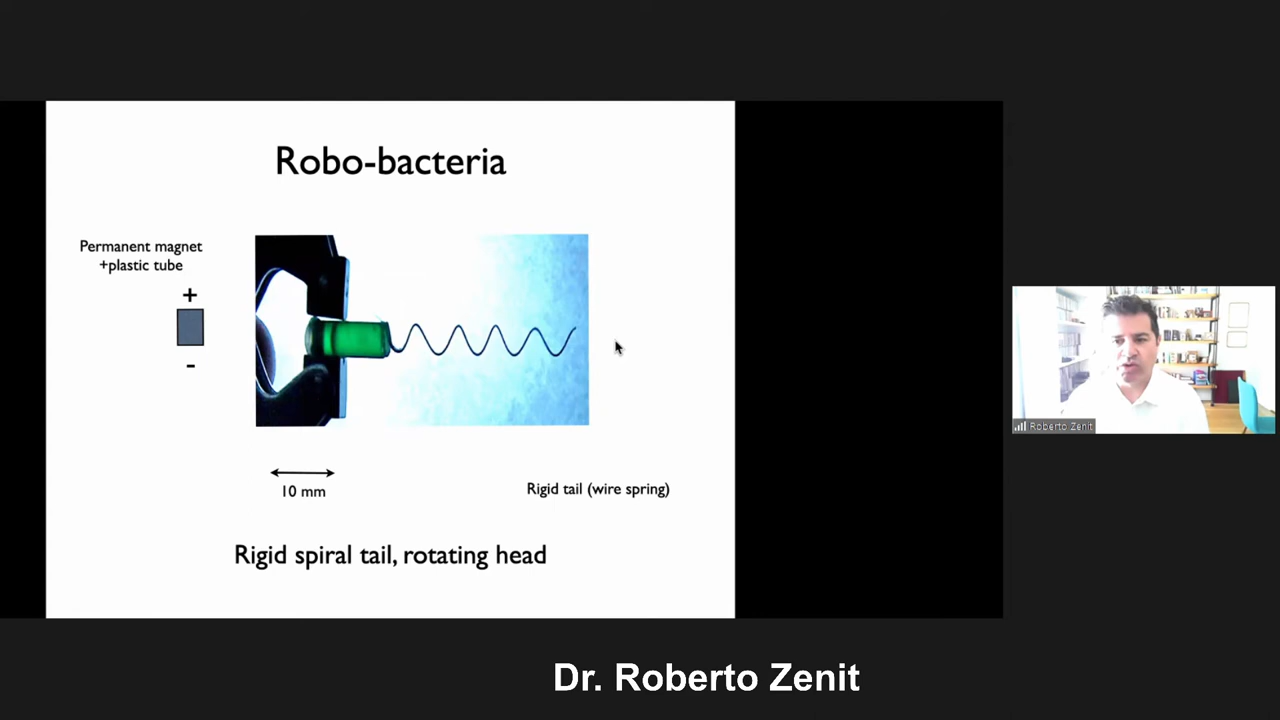 Robo-bacteria
Permanent magnet
+plastic tube
+
-
10 mm
Rigid tail (wire spring)
Rigid spiral tail, rotating head
Roberto Zenit
Dr. Roberto Zenit